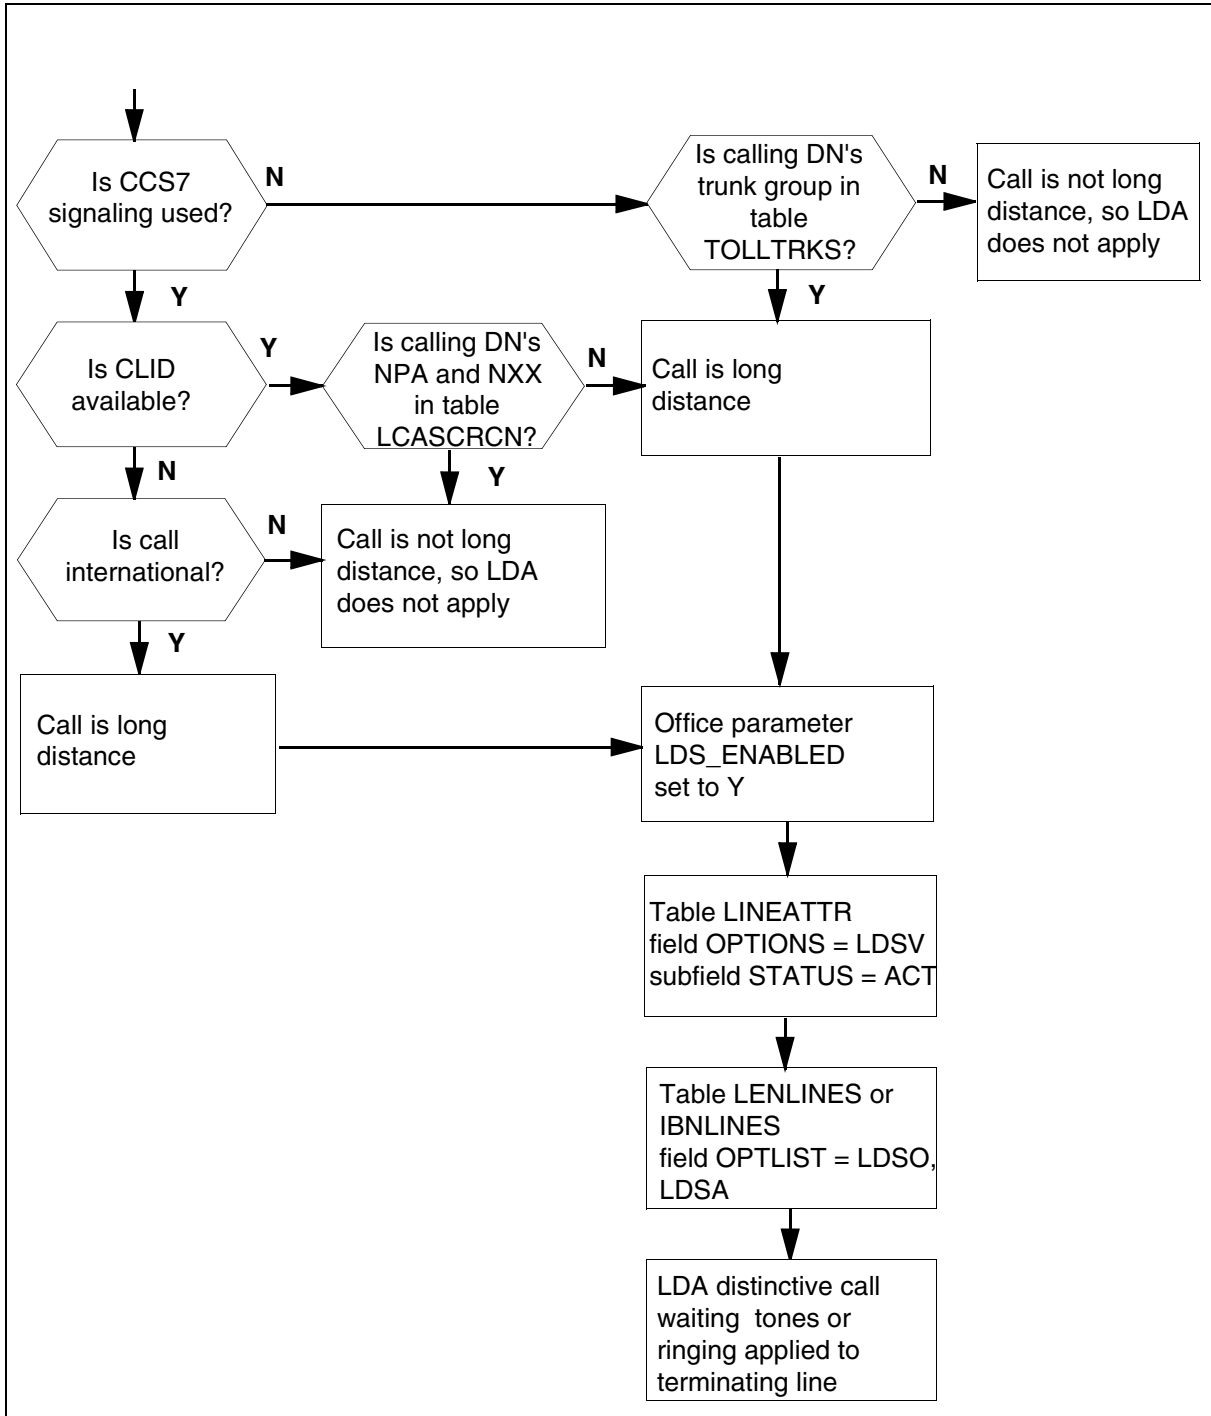 Is CCS7
signaling used?
N
Is calling DN's
trunk group in
table
TOLLTRKS?
N
Call is not long
distance, so LDA
does not apply
Y
Y
Is CLID
available?
Y
Is calling DN's
NPA and NXX
in table
LCASCRCN?
N
Call is long
distance
N
Y
Is call
international?
N
Call is not long
distance, so LDA
does not apply
Y
Call is long
distance
Office parameter
LDS_ENABLED
set to Y
Table LINEATTR
field OPTIONS = LDSV
subfield STATUS = ACT
Table LENLINES or
IBNLINES
field OPTLIST = LDSO,
LDSA
LDA distinctive call
waiting tones or
ringing applied to
terminating line